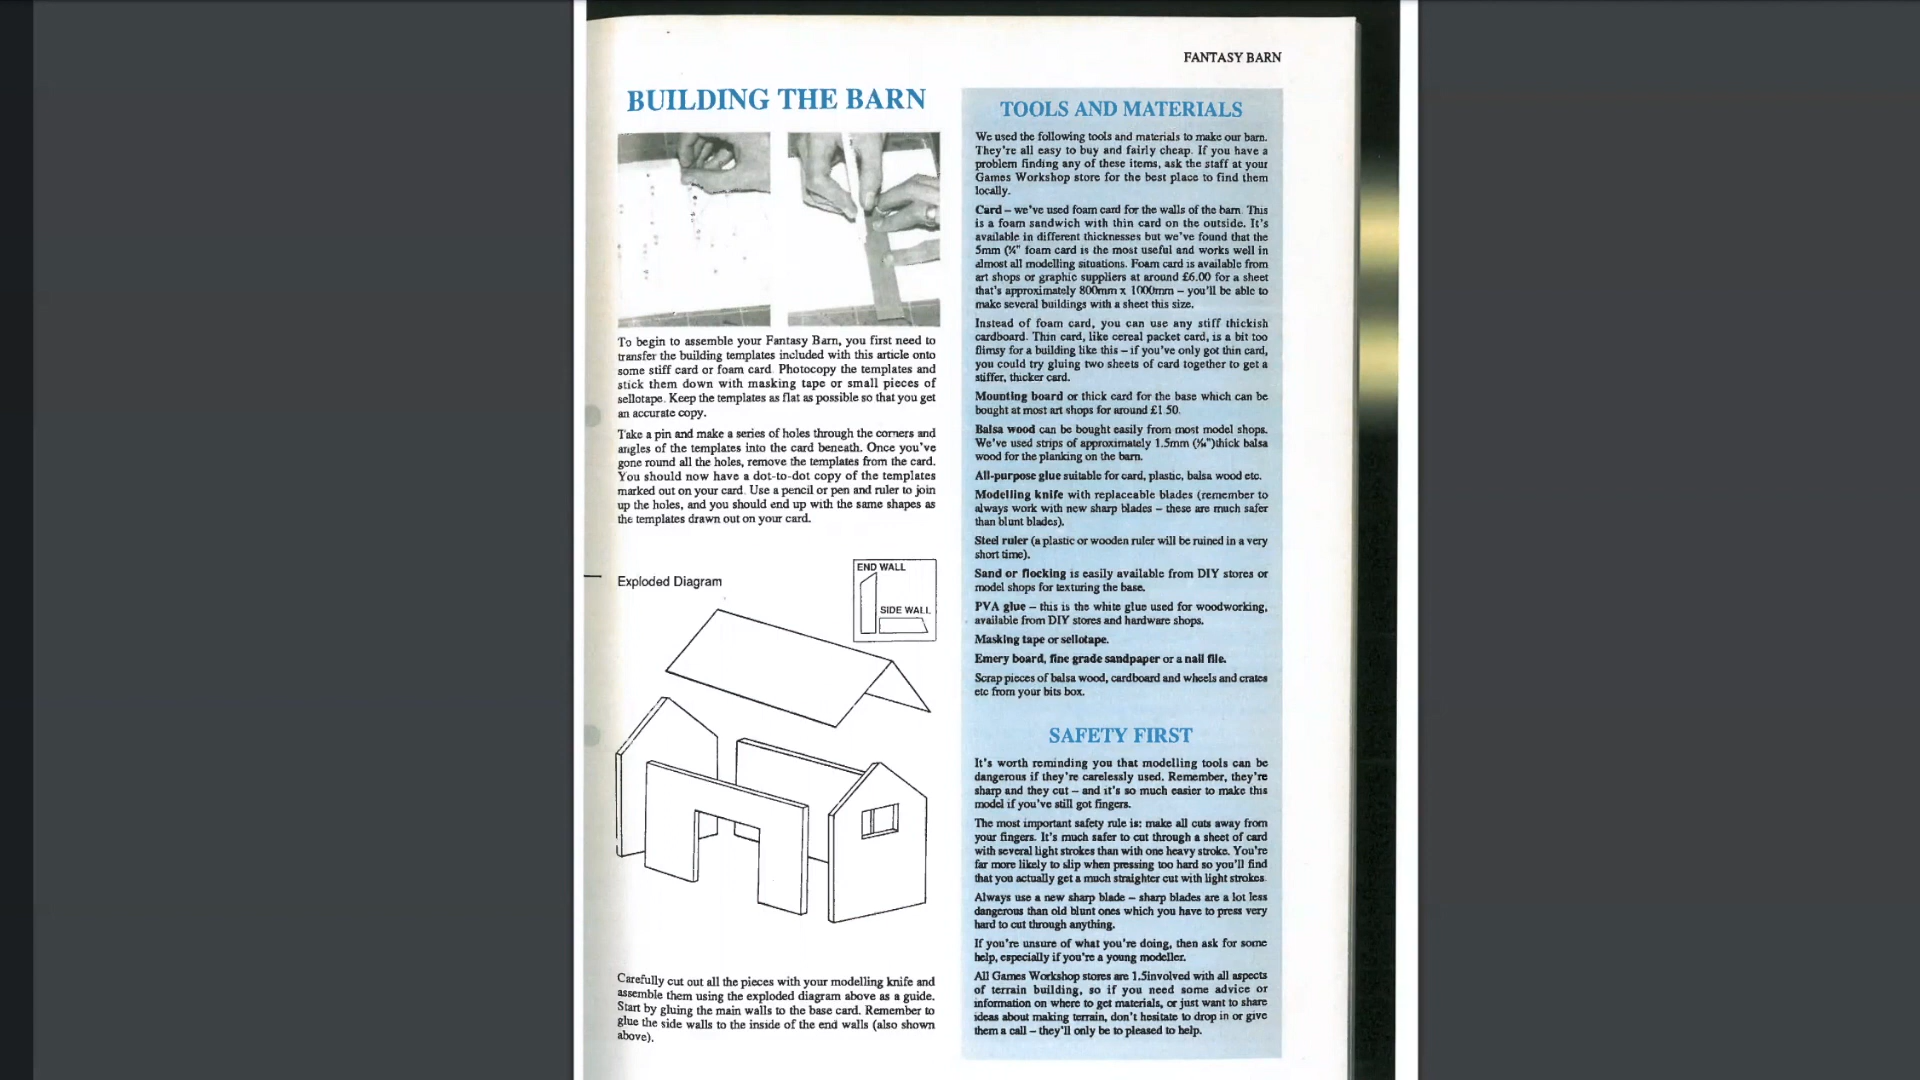 FANTASY BARN
BUILDING THE BARN
To begin to assemble your Fantasy Barn, you first need to
transfer the building templates included with this article onto
some stiff card or foam card. Photocopy the templates and
stick them down with masking tape or small pieces of
sellotape. Keep the templates as flat as possible so that you get
an accurate copy.
Take a pin and make a series of holes through the corners and
angles of the templates into the card beneath. Once you've
gone round all the holes, remove the templates from the card.
You should now have a dot-to-dot copy of the templates
marked out on your card. Use a pencil or pen and ruler to join
up the holes, and you should end up with the same shapes as
the templates drawn out on your card.
Exploded Diagram
END WALL
SIDE WALL
Carefully cut out all the pieces with your modelling knife and
assemble them using the exploded diagram above as a guide.
Start by gluing the main walls to the base card. Remember to
glue the side walls to the inside of the end walls (also shown
above).
TOOLS AND MATERIALS
We used the following tools and materials to make our barn.
They're all easy to buy and fairly cheap. If you have a
problem finding any of these items, ask the staff at your
Games Workshop store for the best place to find them
locally.
Card – we've used foam card for the walls of the barn. This
is a foam sandwich with thin card on the outside. It's
available in different thicknesses but we've found that the
5mm (¼" foam card is the most useful and works well in
almost all modelling situations. Foam card is available from
art shops or graphic suppliers at around £6.00 for a sheet
that's approximately 800mm x 1000mm – you'll be able to
make several buildings with a sheet this size.
Instead of foam card, you can use any stiff thickish
cardboard. Thin card, like cereal packet card, is a bit too
flimsy for a building like this – if you've only got thin card,
you could try gluing two sheets of card together to get a
stiffer, thicker card.
Mounting board or thick card for the base which can be
bought at most art shops for around £1.50.
Balsa wood can be bought easily from most model shops.
We've used strips of approximately 1.5mm thick balsa
wood for the planking on the barn.
All-purpose glue suitable for card, plastic, balsa wood etc.
Modelling knife with replaceable blades (remember to
always work with new sharp blades – these are much safer
than blunt blades).
Steel ruler (a plastic or wooden ruler will be ruined in a very
short time).
Sand or flocking is easily available from DIY stores or
model shops for texturing the base.
PVA glue – this is the white glue used for woodworking,
available from DIY stores and hardware shops.
Masking tape or sellotape.
Emery board, fine grade sandpaper or a nail file.
Scrap pieces of balsa wood, cardboard and wheels and crates
etc from your bits box.
SAFETY FIRST
It's worth reminding you that modelling tools can be
dangerous if they're carelessly used. Remember, they're
sharp and they cut – and it's so much easier to make this
model if you've still got fingers.
The most important safety rule is: make all cuts away from
your fingers. It's much safer to cut through a sheet of card
with several light strokes than with one heavy stroke. You're
far more likely to slip when pressing too hard so you'll find
that you actually get a much straighter cut with light strokes.
Always use a new sharp blade – sharp blades are a lot less
dangerous than old blunt ones which you have to press very
hard to cut through anything.
If you're unsure of what you're doing, then ask for some
help, especially if you're a young modeller.
All Games Workshop stores are 1.5involved with all aspects
of terrain building, so if you need some advice or
information on where to get materials, or just want to share
ideas about making terrain, don't hesitate to drop in or give
them a call – they'll only be to pleased to help.